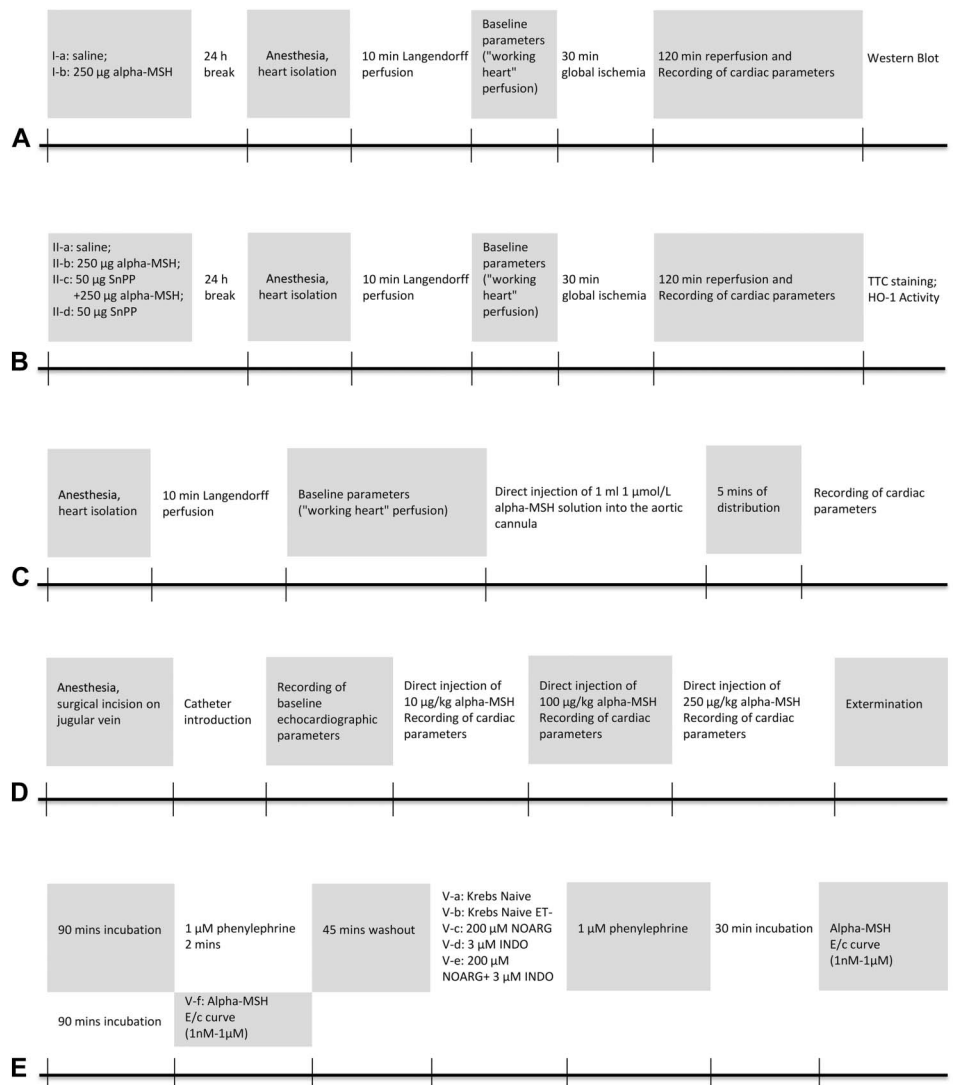 I-a: saline;
I-b: 250 µg alpha-MSH
24 h
break
Anesthesia,
heart isolation
10 min Langendorff
perfusion
Baseline
parameters
("working heart"
perfusion)
30 min
global ischemia
120 min reperfusion and
Recording of cardiac parameters
Western Blot
A
II-a: saline;
II-b: 250 µg alpha-MSH;
II-c: 50 µg SnPP
+250 µg alpha-MSH;
II-d: 50 µg SnPP
24 h
break
Anesthesia,
heart isolation
10 min Langendorff
perfusion
Baseline
parameters
("working heart"
perfusion)
30 min
global ischemia
120 min reperfusion and
Recording of cardiac parameters
TTC staining;
HO-1 Activity
B
Anesthesia,
heart isolation
10 min Langendorff
perfusion
Baseline parameters
("working heart" perfusion)
Direct injection of 1 ml 1 µmol/L
alpha-MSH solution into the aortic
cannula
5 mins of
distribution
Recording of cardiac
parameters
C
Anesthesia,
surgical incision on
jugular vein
Catheter
introduction
Recording of
baseline
echocardiographic
parameters
Direct injection of
10 µg/kg alpha-MSH
Recording of cardiac
parameters
Direct injection of
100 µg/kg alpha-MSH
Recording of cardiac
parameters
Direct injection of
250 µg/kg alpha-MSH
Recording of cardiac
parameters
Extermination
D
90 mins incubation
1 µM phenylephrine
2 mins
45 mins washout
V-a: Krebs Naive
V-b: Krebs Naive ET-
V-c: 200 µM NOARG
V-d: 3 µM INDO
V-e: 200 µM
NOARG+ 3 µM INDO
1 µM phenylephrine
30 min incubation
Alpha-MSH
E/c curve
(1nM-1µM)
90 mins incubation
V-f: Alpha-MSH
E/c curve
(1nM-1µM)
E